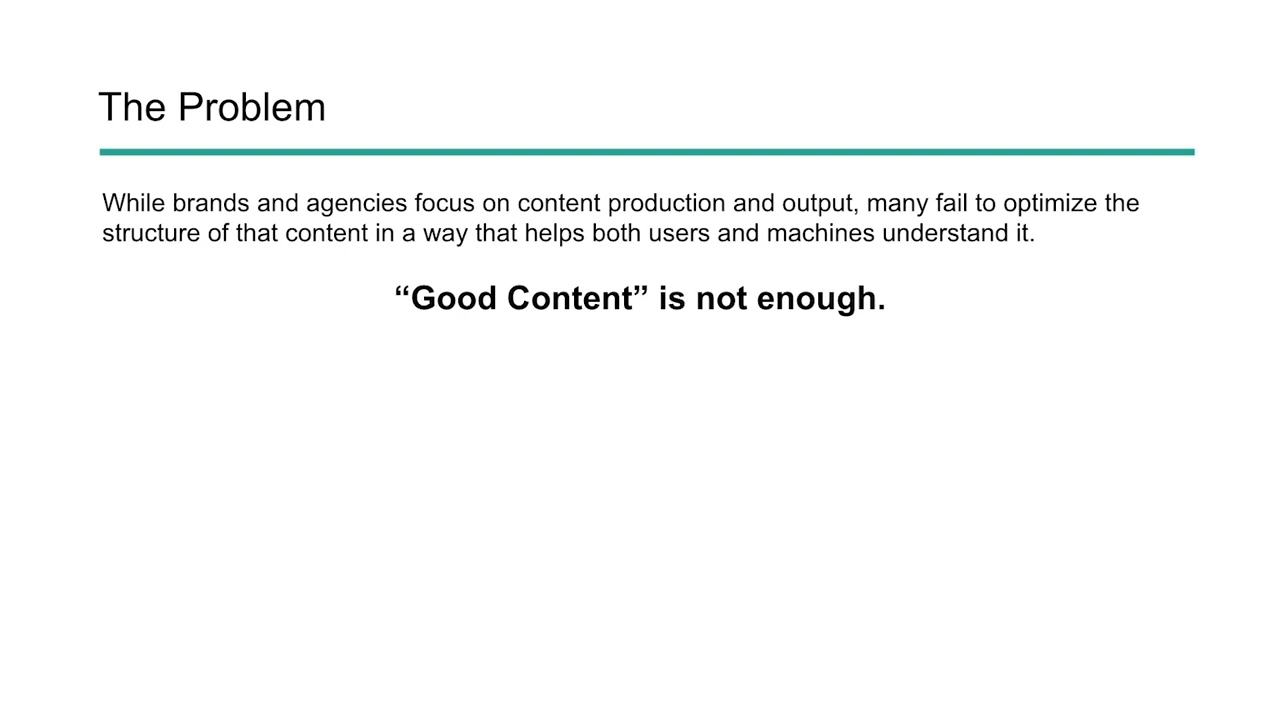 The Problem
While brands and agencies focus on content production and output, many fail to optimize the
structure of that content in a way that helps both users and machines understand it.
“Good Content” is not enough.